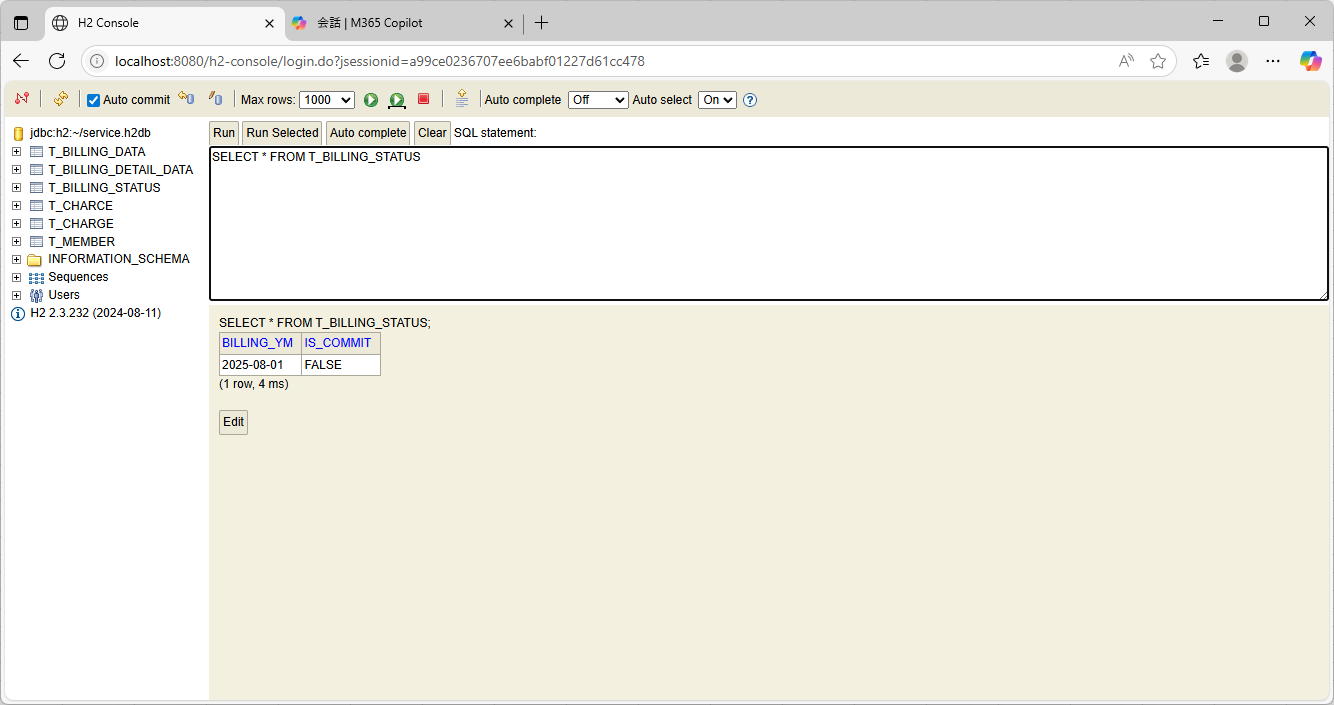 H2 Console
会話 | M365 Copilot
localhost:8080/h2-console/login.do?jsessionid=a99ce0236707ee6babf01227d61cc478
Auto commit Max rows: 1000 Auto complete Off Auto select On
jdbc:h2:~/service.h2db
T_BILLING_DATA
T_BILLING_DETAIL_DATA
T_BILLING_STATUS
T_CHARCE
T_CHARGE
T_MEMBER
INFORMATION_SCHEMA
Sequences
Users
H2 2.3.232 (2024-08-11)
Run Run Selected Auto complete Clear SQL statement:
SELECT * FROM T_BILLING_STATUS
SELECT * FROM T_BILLING_STATUS;
BILLING_YM IS_COMMIT
2025-08-01 FALSE
(1 row, 4 ms)
Edit